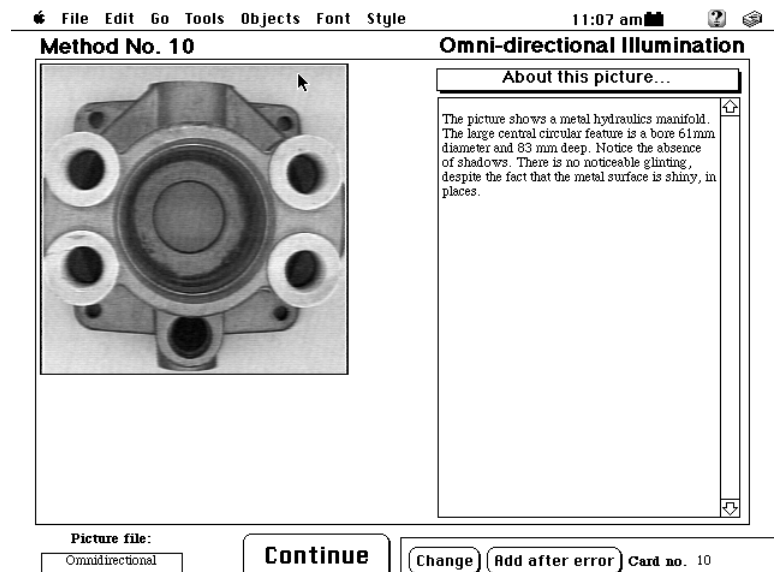 File Edit Go Tools Objects Font Style 11:07 am
Method No. 10
Omni-directional Illumination
About this picture...
The picture shows a metal hydraulics manifold.
The large central circular feature is a bore 61mm
diameter and 83 mm deep. Notice the absence
of shadows. There is no noticeable glinting,
despite the fact that the metal surface is shiny, in
places.
Picture file:
Omnidirectional
Continue
Change
Add after error
Card no. 10